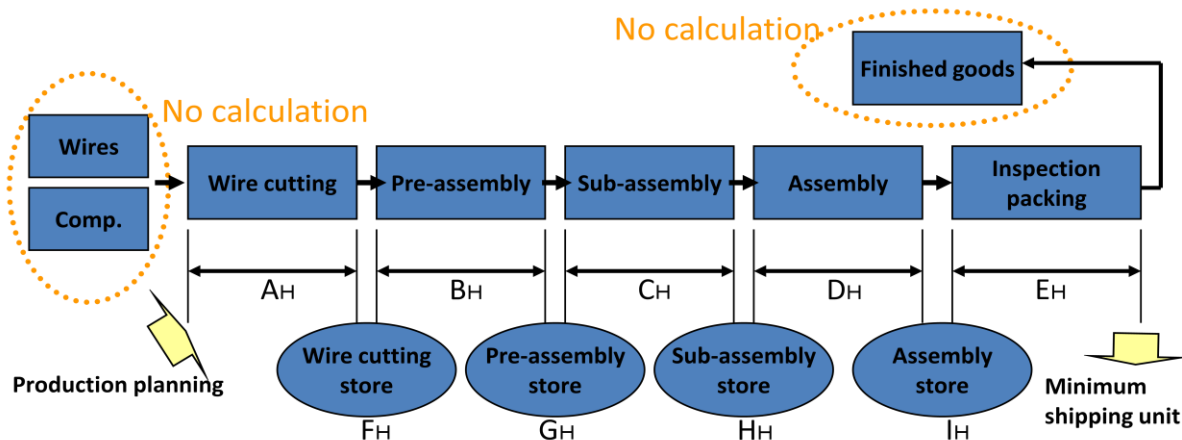 No calculation
Finished goods
No calculation
Wires
Comp.
Wire cutting
Pre-assembly
Sub-assembly
Assembly
Inspection
packing
AH
BH
CH
DH
EH
Production planning
Wire cutting
store
Pre-assembly
store
Sub-assembly
store
Assembly
store
Minimum
shipping unit
FH
GH
HH
IH